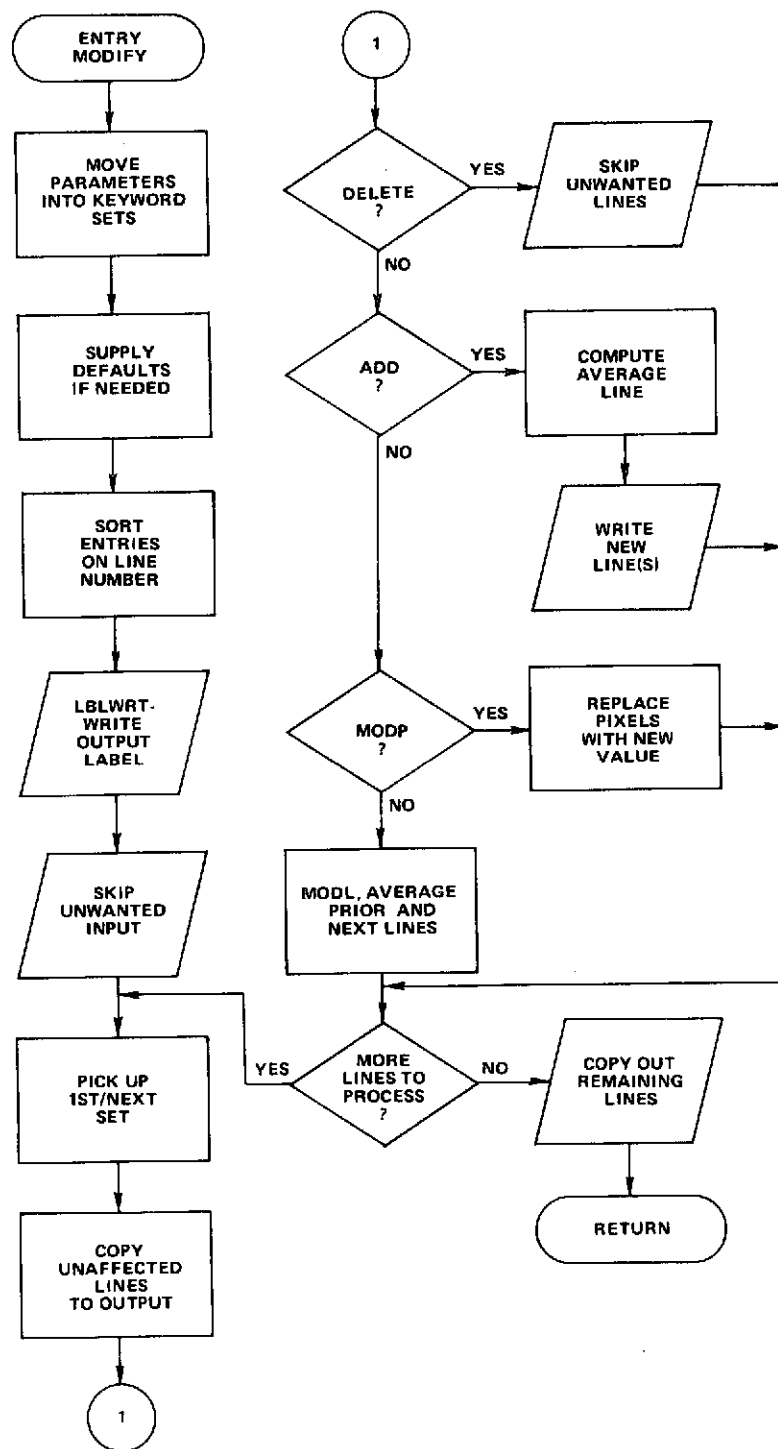 ENTRY
MODIFY
MOVE
PARAMETERS
INTO KEYWORD
SETS
SUPPLY
DEFAULTS
IF NEEDED
SORT
ENTRIES
ON LINE
NUMBER
LBLWRT-
WRITE
OUTPUT
LABEL
SKIP
UNWANTED
INPUT
PICK UP
1ST/NEXT
SET
COPY
UNAFFECTED
LINES
TO OUTPUT
1
1
DELETE
?
YES
SKIP
UNWANTED
LINES
NO
ADD
?
YES
COMPUTE
AVERAGE
LINE
NO
WRITE
NEW
LINE(S)
MODP
?
YES
REPLACE
PIXELS
WITH NEW
VALUE
NO
MODL, AVERAGE
PRIOR AND
NEXT LINES
YES
MORE
LINES TO
PROCESS
?
NO
COPY OUT
REMAINING
LINES
RETURN